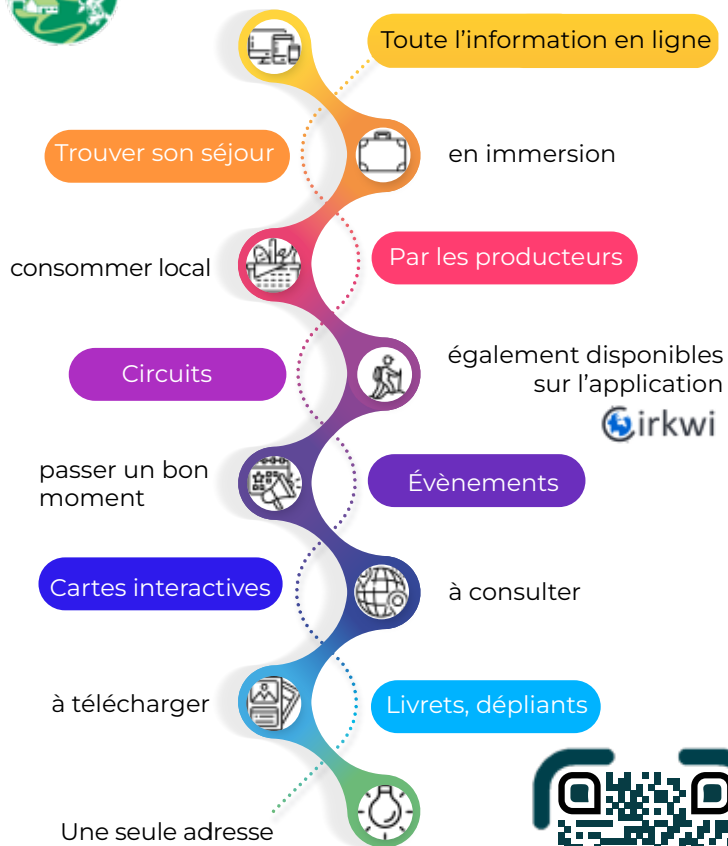 Toute l'information en ligne
Trouver son séjour
en immersion
consommer local
Par les producteurs
Circuits
également disponibles
sur l'application
Cirkwi
passer un bon
moment
Évènements
Cartes interactives
à consulter
à télécharger
Livrets, dépliants
Une seule adresse